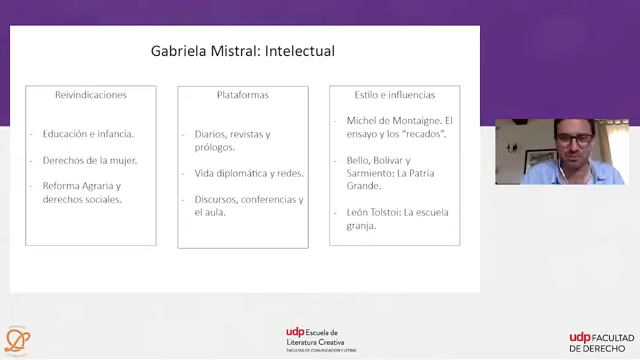 Gabriela Mistral: Intelectual
Reivindicaciones
- Educación e infancia.
- Derechos de la mujer.
- Reforma Agraria y
derechos sociales.
Plataformas
- Diarios, revistas y
prólogos.
- Vida diplomática y redes.
- Discursos, conferencias y
el aula.
Estilo e influencias
- Michel de Montaigne. El
ensayo y los “recados”.
- Bello, Bolívar y
Sarmiento: La Patria
Grande.
- León Tolstoi: La escuela
granja.
udp Escuela de
Literatura Creativa
FACULTAD DE COMUNICACIÓN Y LETRAS
udp FACULTAD
DE DERECHO